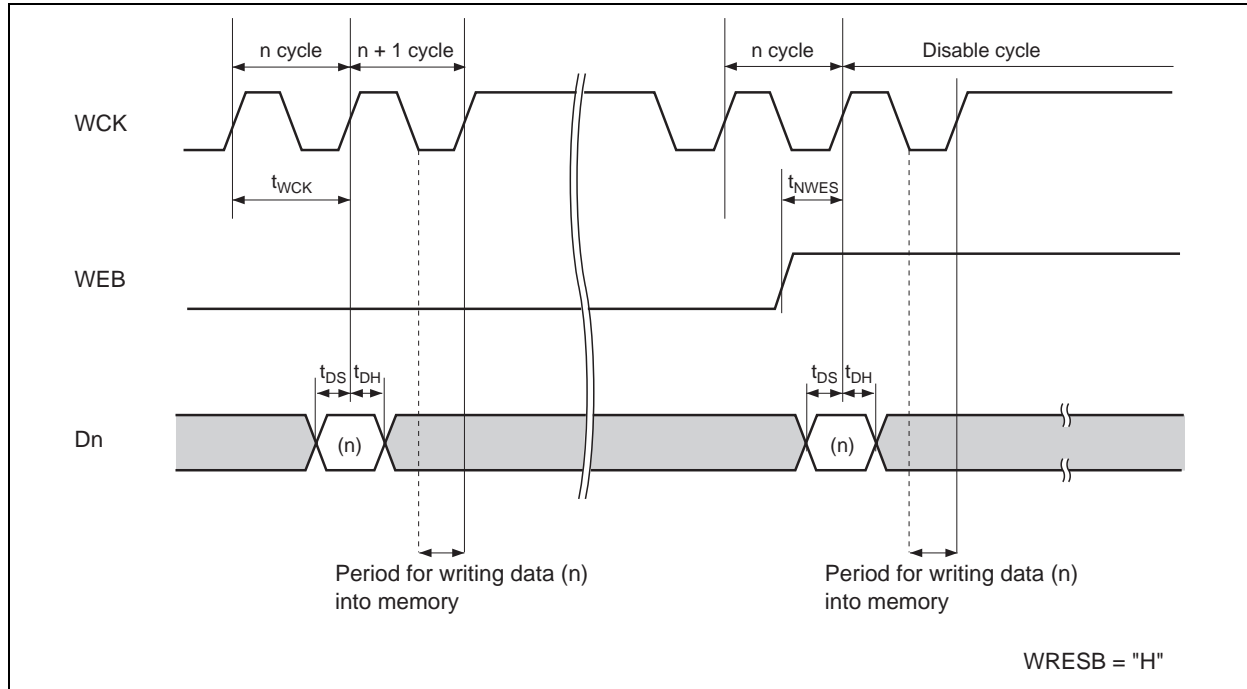 n cycle
n + 1 cycle
n cycle
Disable cycle
WCK
tWCK
tNWES
WEB
tDS
tDH
tDS
tDH
Dn
(n)
(n)
Period for writing data (n)
into memory
Period for writing data (n)
into memory
WRESB = "H"